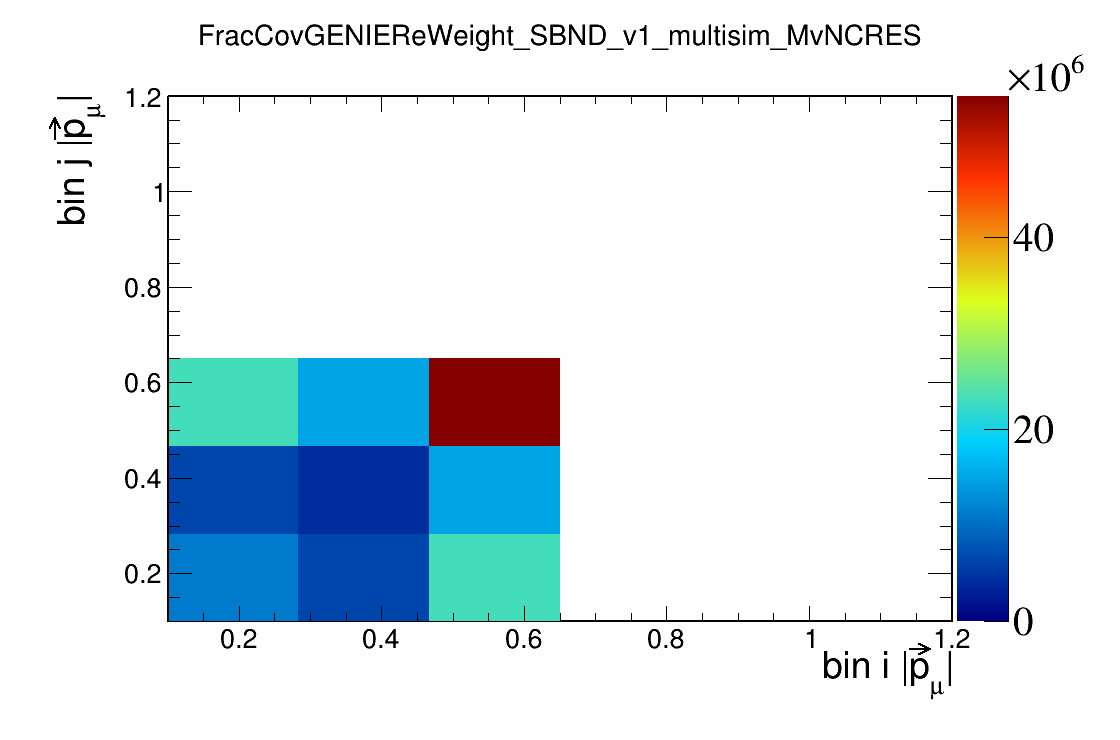 FracCovGENIEReWeight_SBND_v1_multisim_MvNCRES
×10⁶
bin j |p⃗μ|
1.2
1
0.8
0.6
0.4
0.2
40
20
0
0.2 0.4 0.6 0.8 1 1.2
bin i |p⃗μ|